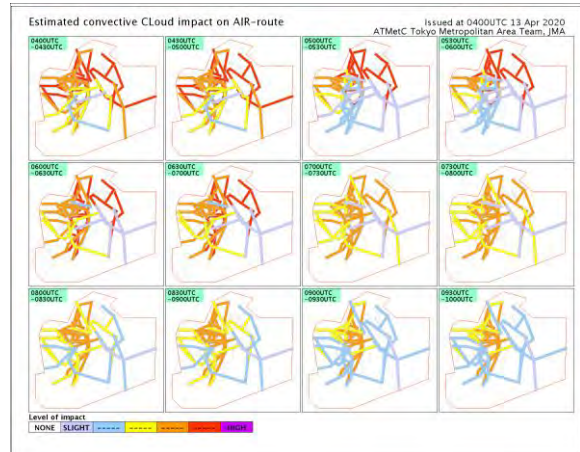 Estimated convective CLoud impact on AIR-route
Issued at 0400UTC 13 Apr 2020
ATMetC Tokyo Metropolitan Area Team, JMA
0400UTC
-0430UTC
0430UTC
-0500UTC
0500UTC
-0530UTC
0530UTC
-0600UTC
0600UTC
-0630UTC
0630UTC
-0700UTC
0700UTC
-0730UTC
0730UTC
-0800UTC
0800UTC
-0830UTC
0830UTC
-0900UTC
0900UTC
-0930UTC
0930UTC
-1000UTC
Level of impact
NONE SLIGHT ----- ----- ----- ----- HIGH